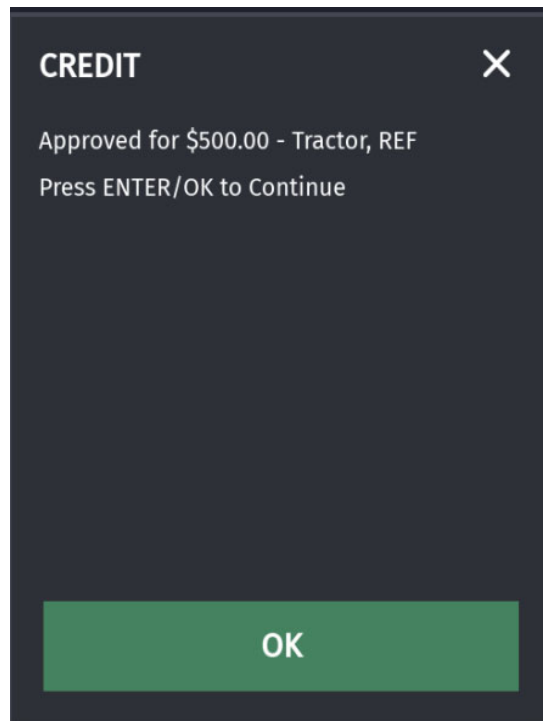 CREDIT
Approved for $500.00 - Tractor, REF
Press ENTER/OK to Continue
OK